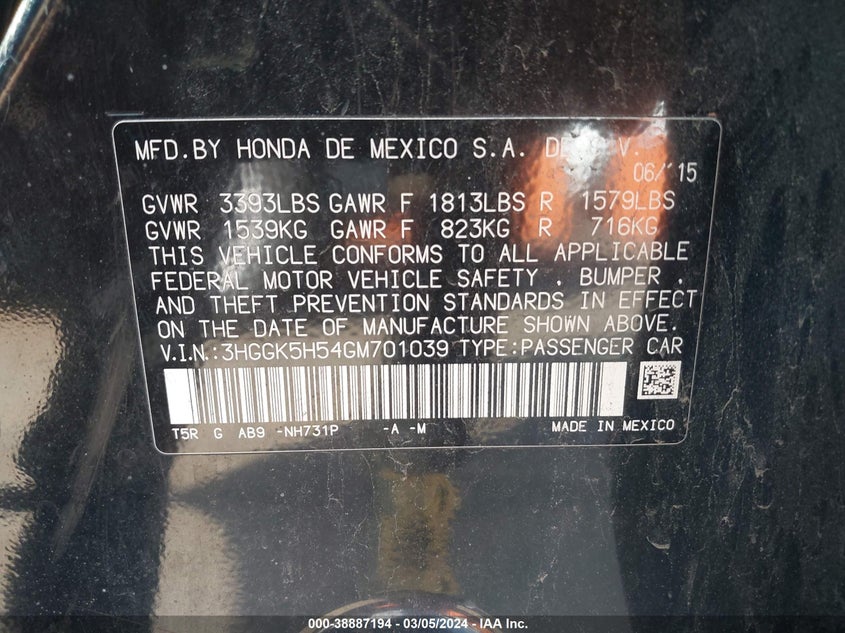 MFD.BY HONDA DE MEXICO S.A. DE V.
06/'15
GVWR 3393LBS GAWR F 1813LBS R 1579LBS
GVWR 1539KG GAWR F 823KG R 716KG
THIS VEHICLE CONFORMS TO ALL APPLICABLE
FEDERAL MOTOR VEHICLE SAFETY , BUMPER ,
AND THEFT PREVENTION STANDARDS IN EFFECT
ON THE DATE OF MANUFACTURE SHOWN ABOVE.
V.I.N.:3HGGK5H54GM701039 TYPE:PASSENGER CAR
T5R G AB9 -NH731P -A -M MADE IN MEXICO
000-38887194 — 03/05/2024 — IAA Inc.